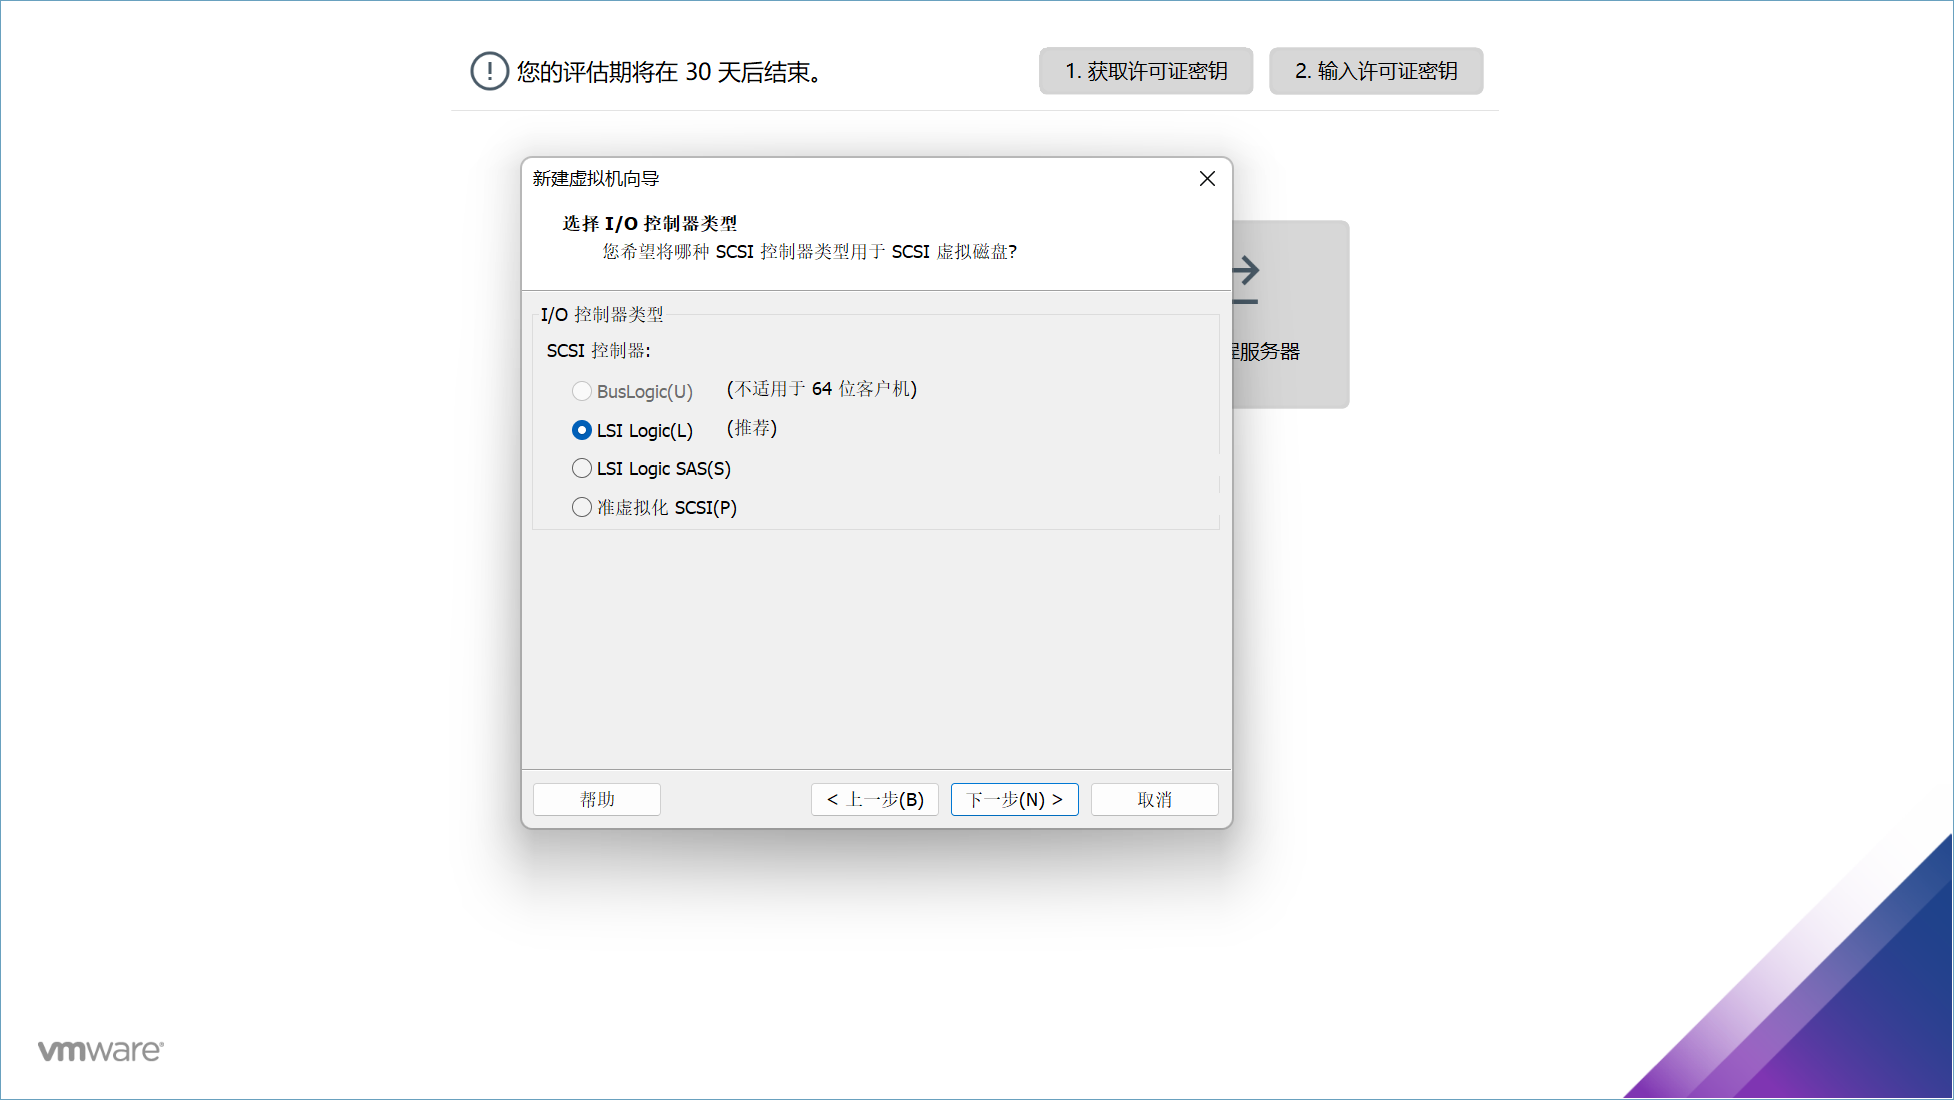 您的评估期将在 30 天后结束。
1. 获取许可证密钥
2. 输入许可证密钥
新建虚拟机向导
选择 I/O 控制器类型
您希望将哪种 SCSI 控制器类型用于 SCSI 虚拟磁盘?
I/O 控制器类型
SCSI 控制器:
BusLogic(U) (不适用于 64 位客户机)
LSI Logic(L) (推荐)
LSI Logic SAS(S)
准虚拟化 SCSI(P)
服务器
帮助
< 上一步(B)
下一步(N) >
取消
vmware®